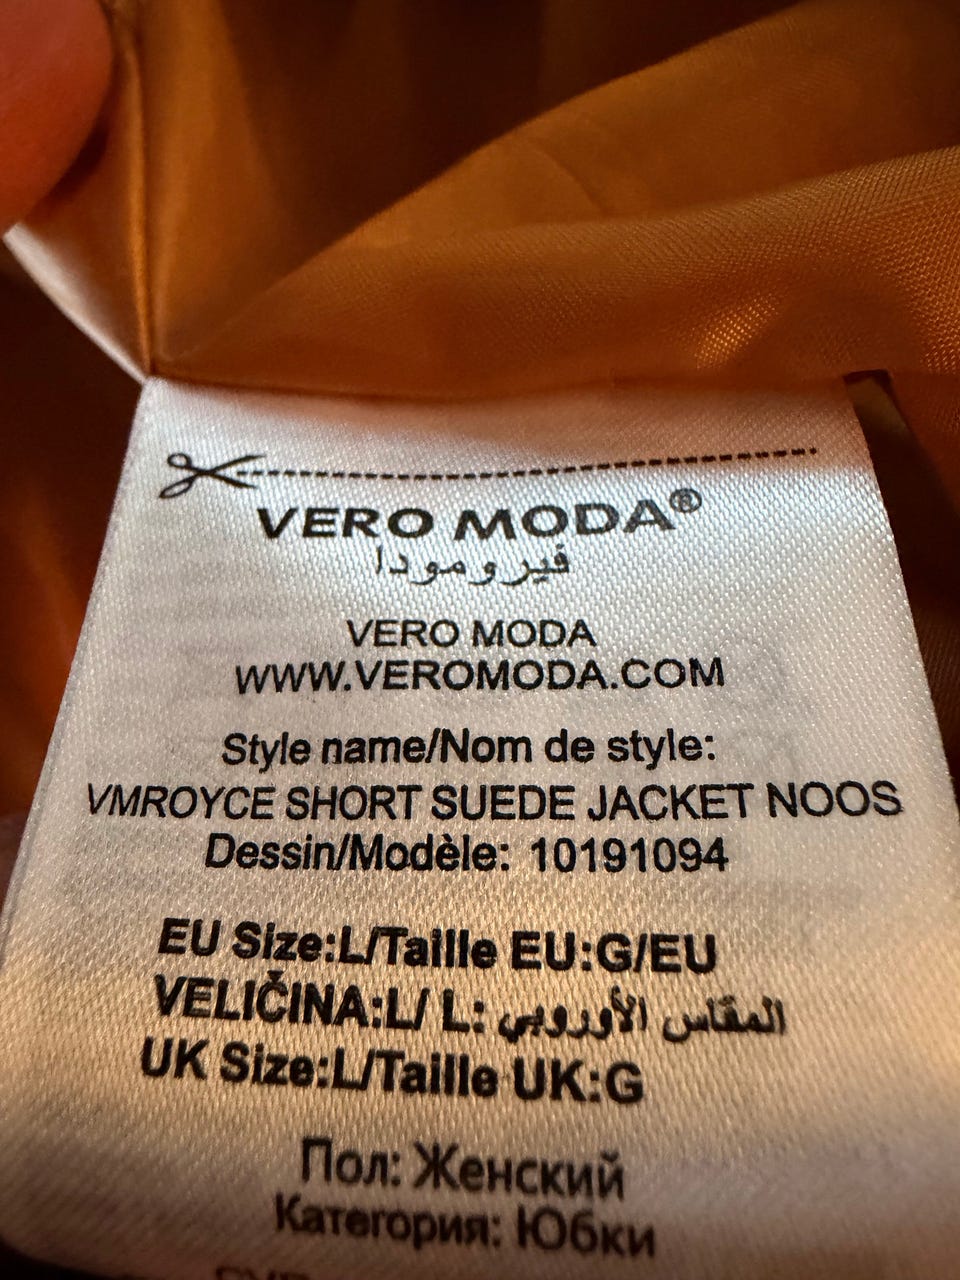 VERO MODA®
فيرومودا
VERO MODA
WWW.VEROMODA.COM
Style name/Nom de style:
VMROYCE SHORT SUEDE JACKET NOOS
Dessin/Modèle: 10191094
EU Size:L/Taille EU:G/EU
VELIČINA:L/ L: المقاس الأوروبي
UK Size:L/Taille UK:G
Пол: Женский
Категория: Юбки